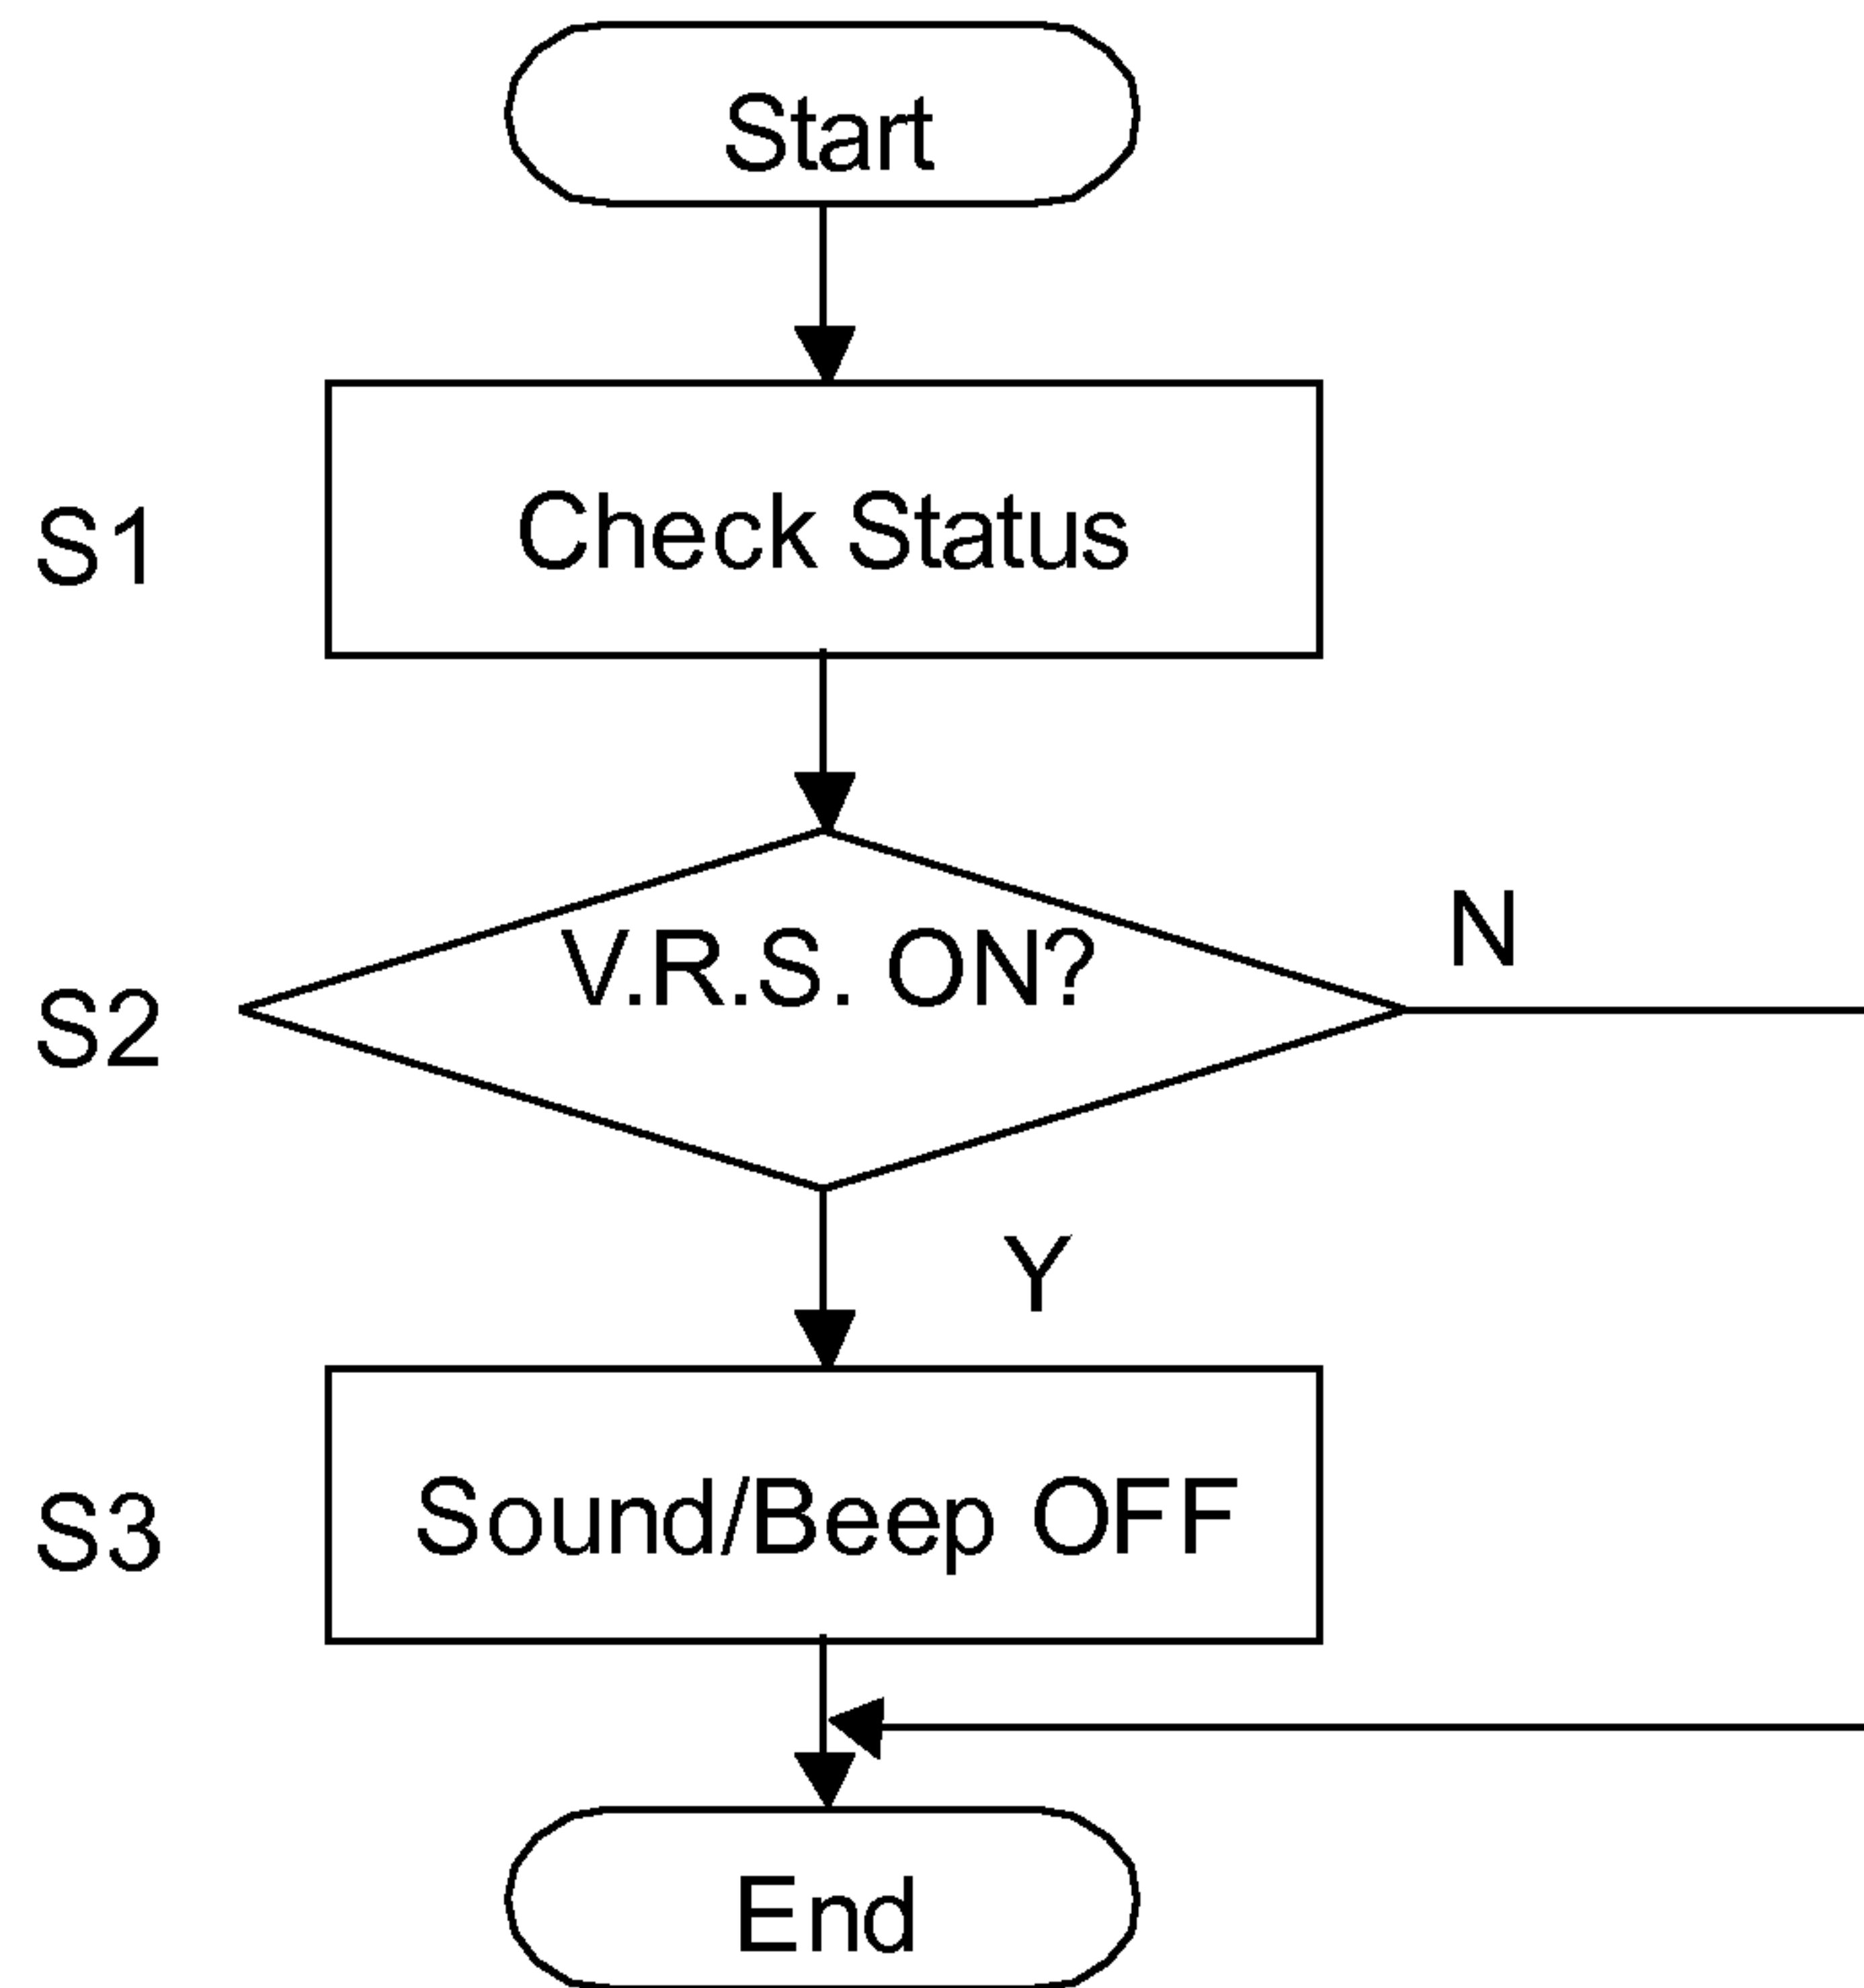 Start
S1
Check Status
S2
V.R.S. ON?
N
Y
S3
Sound/Beep OFF
End